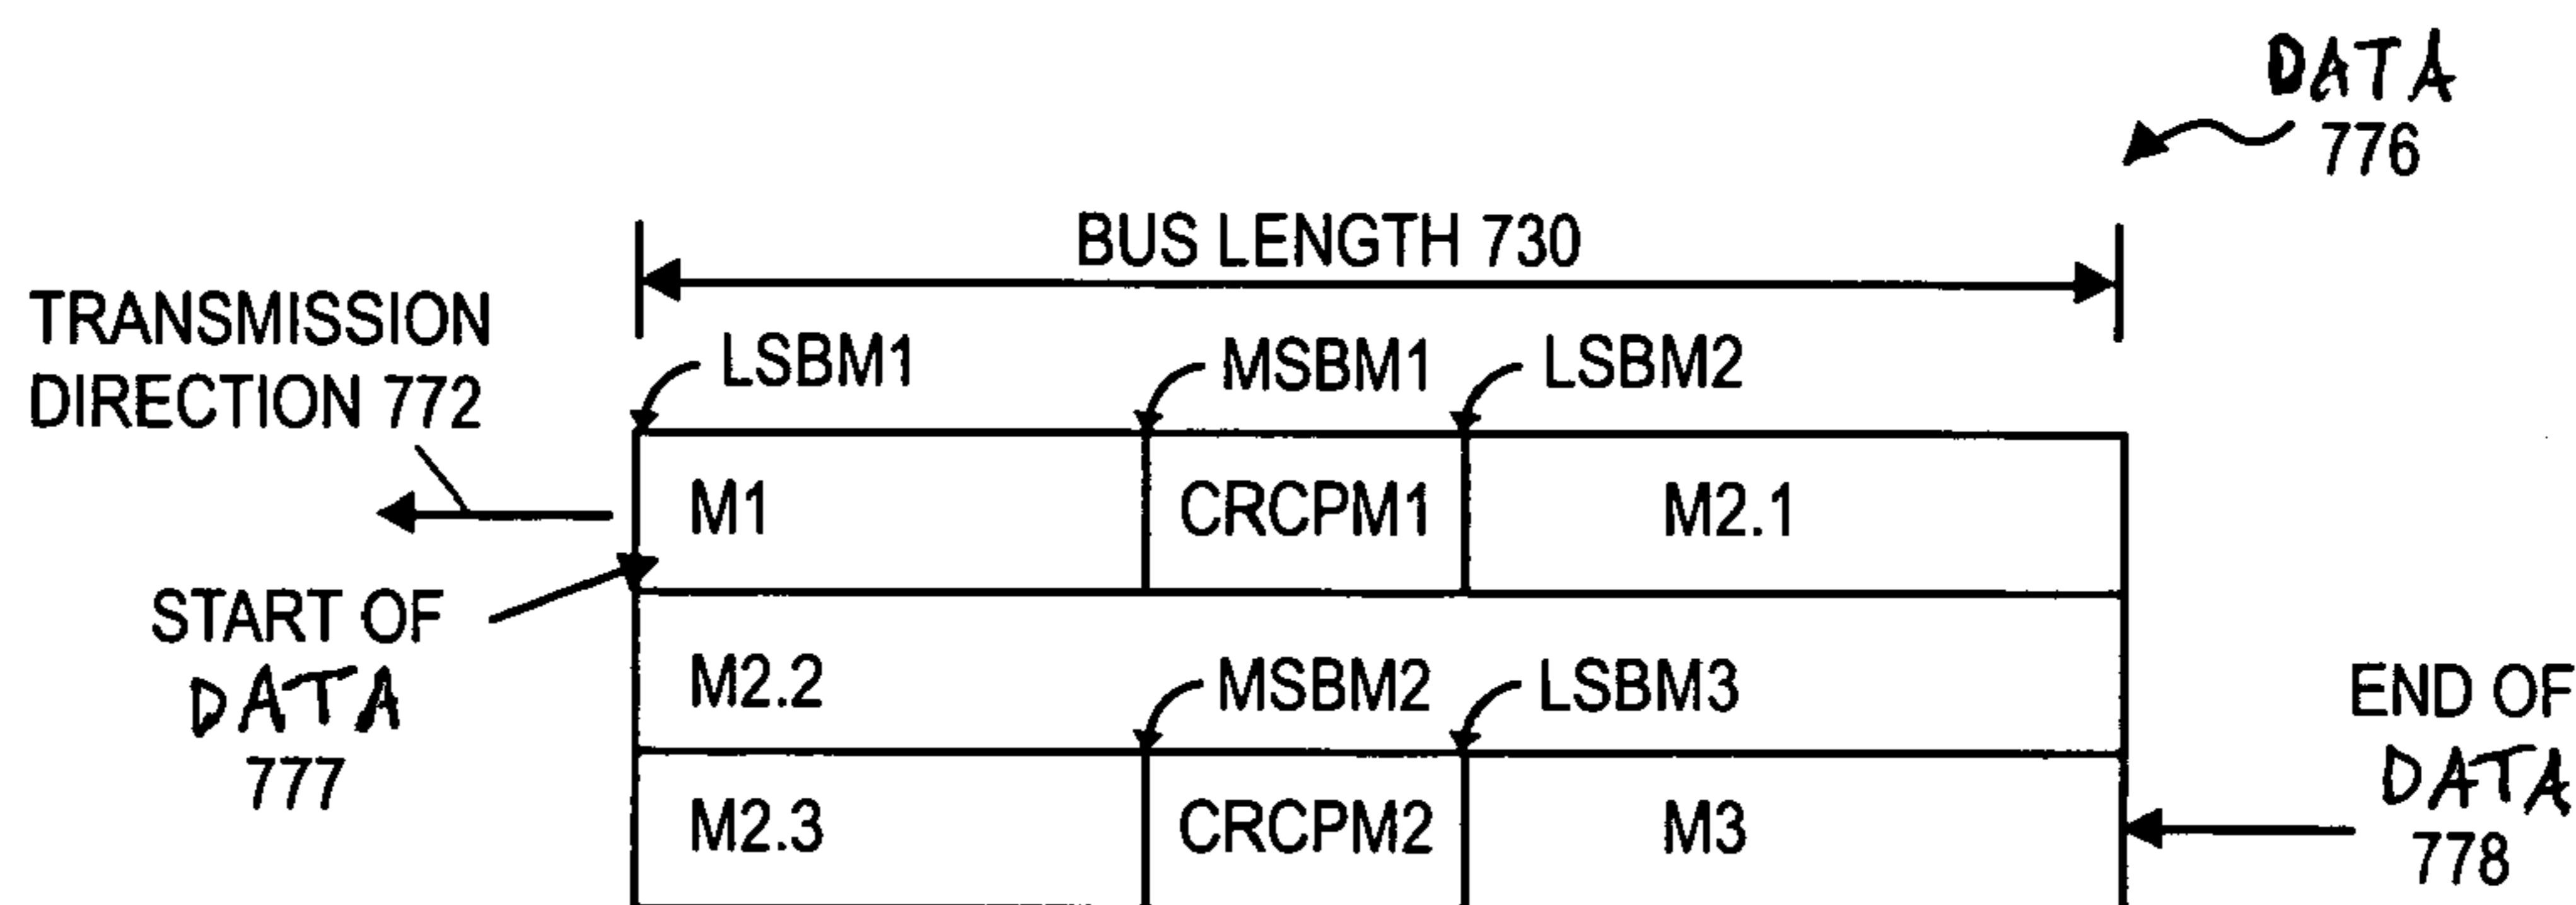 DATA
776
BUS LENGTH 730
TRANSMISSION
DIRECTION 772
LSBM1
MSBM1
LSBM2
M1
CRCPM1
M2.1
START OF
DATA
777
M2.2
MSBM2
LSBM3
END OF
DATA
778
M2.3
CRCPM2
M3